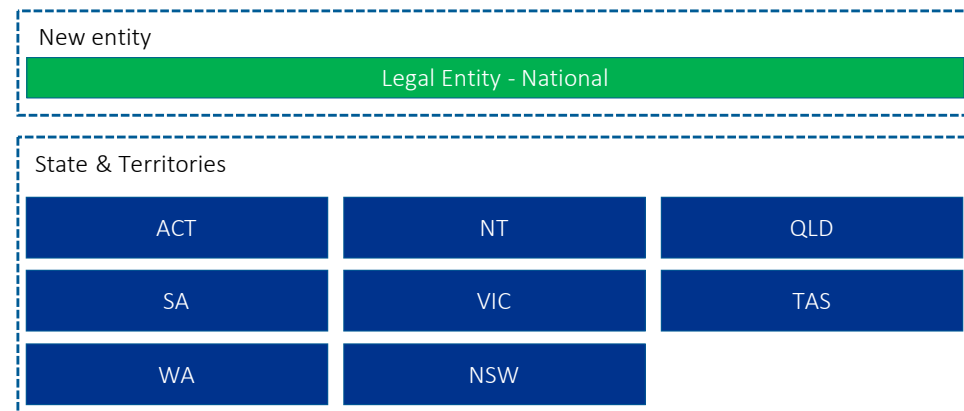 New entity
Legal Entity - National
State & Territories
ACT
NT
QLD
SA
VIC
TAS
WA
NSW